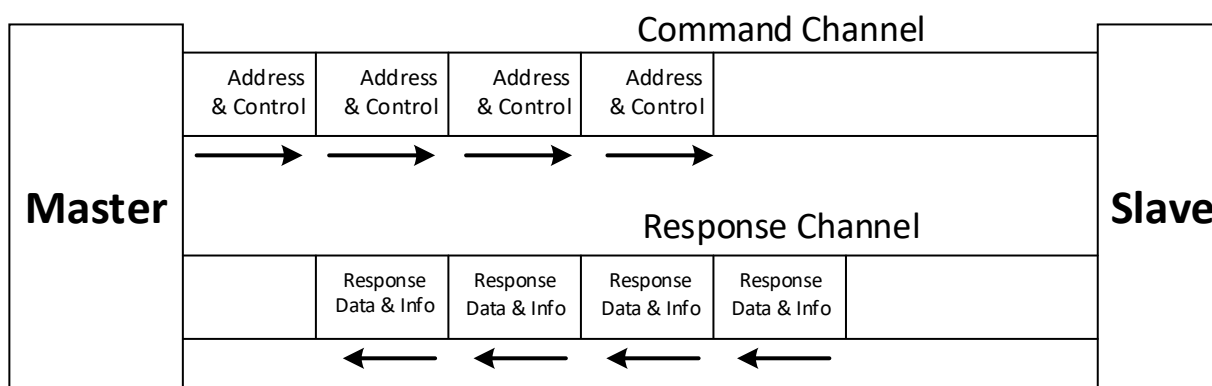 Command Channel
Address
& Control
Address
& Control
Address
& Control
Address
& Control
Master
Slave
Response Channel
Response
Data & Info
Response
Data & Info
Response
Data & Info
Response
Data & Info